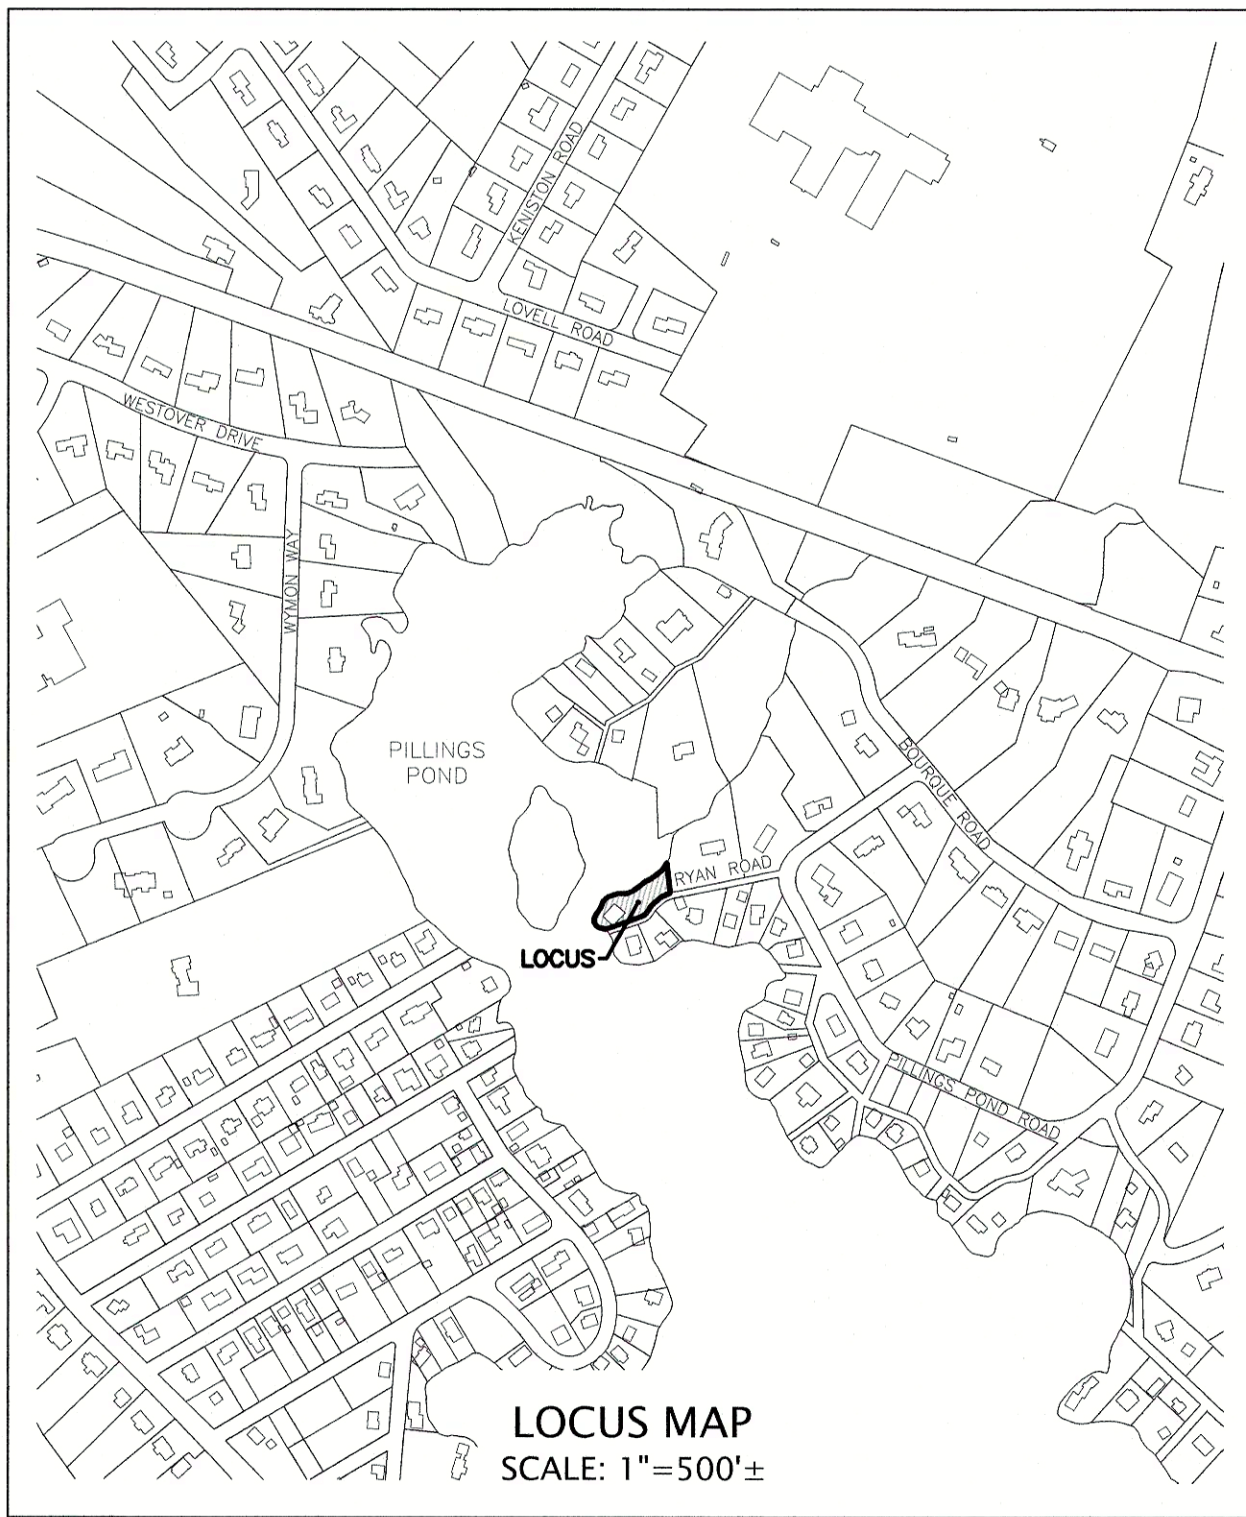 KENISTON ROAD
LOVELL ROAD
WESTOVER DRIVE
WYMON WAY
PILLINGS
POND
BOURQUE ROAD
RYAN ROAD
LOCUS
PILLINGS POND ROAD
LOCUS MAP
SCALE: 1"=500'±